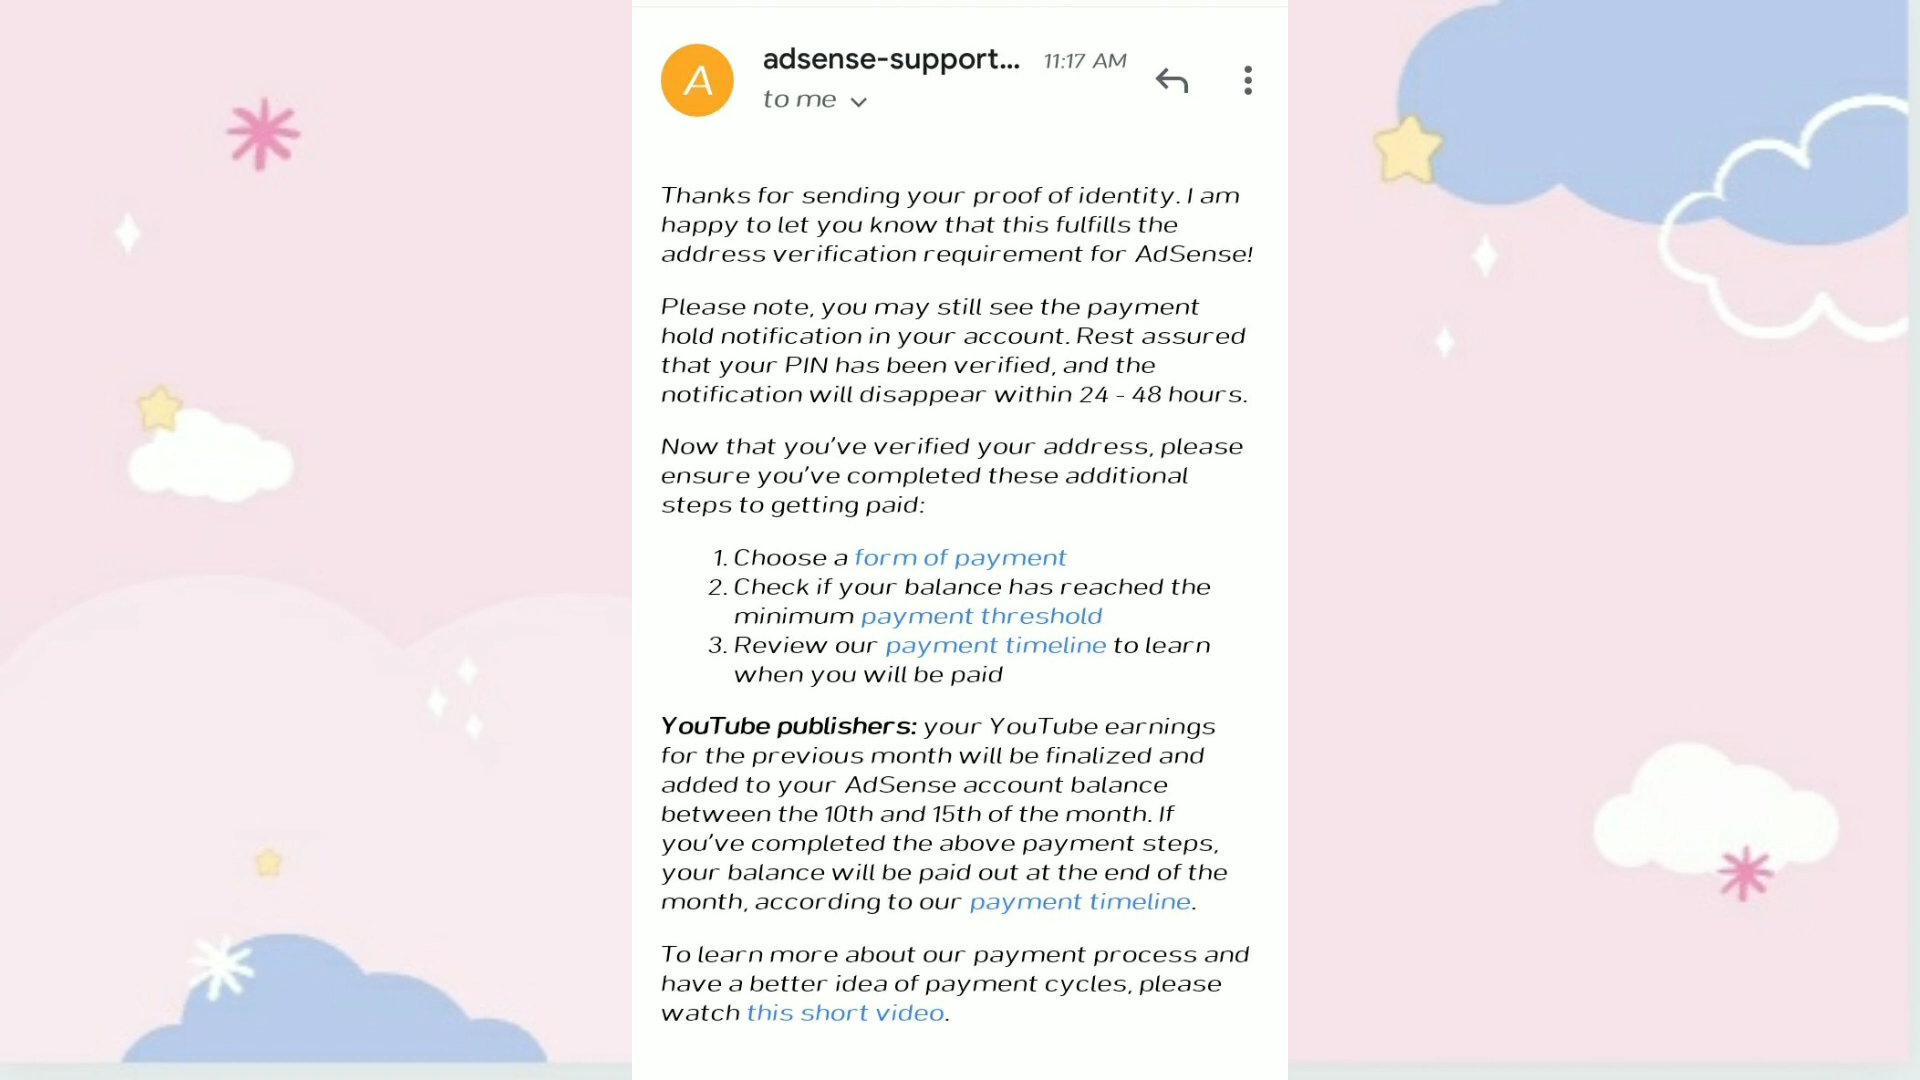 A
adsense-support... 11:17 AM
to me
Thanks for sending your proof of identity. I am
happy to let you know that this fulfills the
address verification requirement for AdSense!
Please note, you may still see the payment
hold notification in your account. Rest assured
that your PIN has been verified, and the
notification will disappear within 24 - 48 hours.
Now that you've verified your address, please
ensure you've completed these additional
steps to getting paid:
1. Choose a form of payment
2. Check if your balance has reached the
minimum payment threshold
3. Review our payment timeline to learn
when you will be paid
YouTube publishers: your YouTube earnings
for the previous month will be finalized and
added to your AdSense account balance
between the 10th and 15th of the month. If
you've completed the above payment steps,
your balance will be paid out at the end of the
month, according to our payment timeline.
To learn more about our payment process and
have a better idea of payment cycles, please
watch this short video.